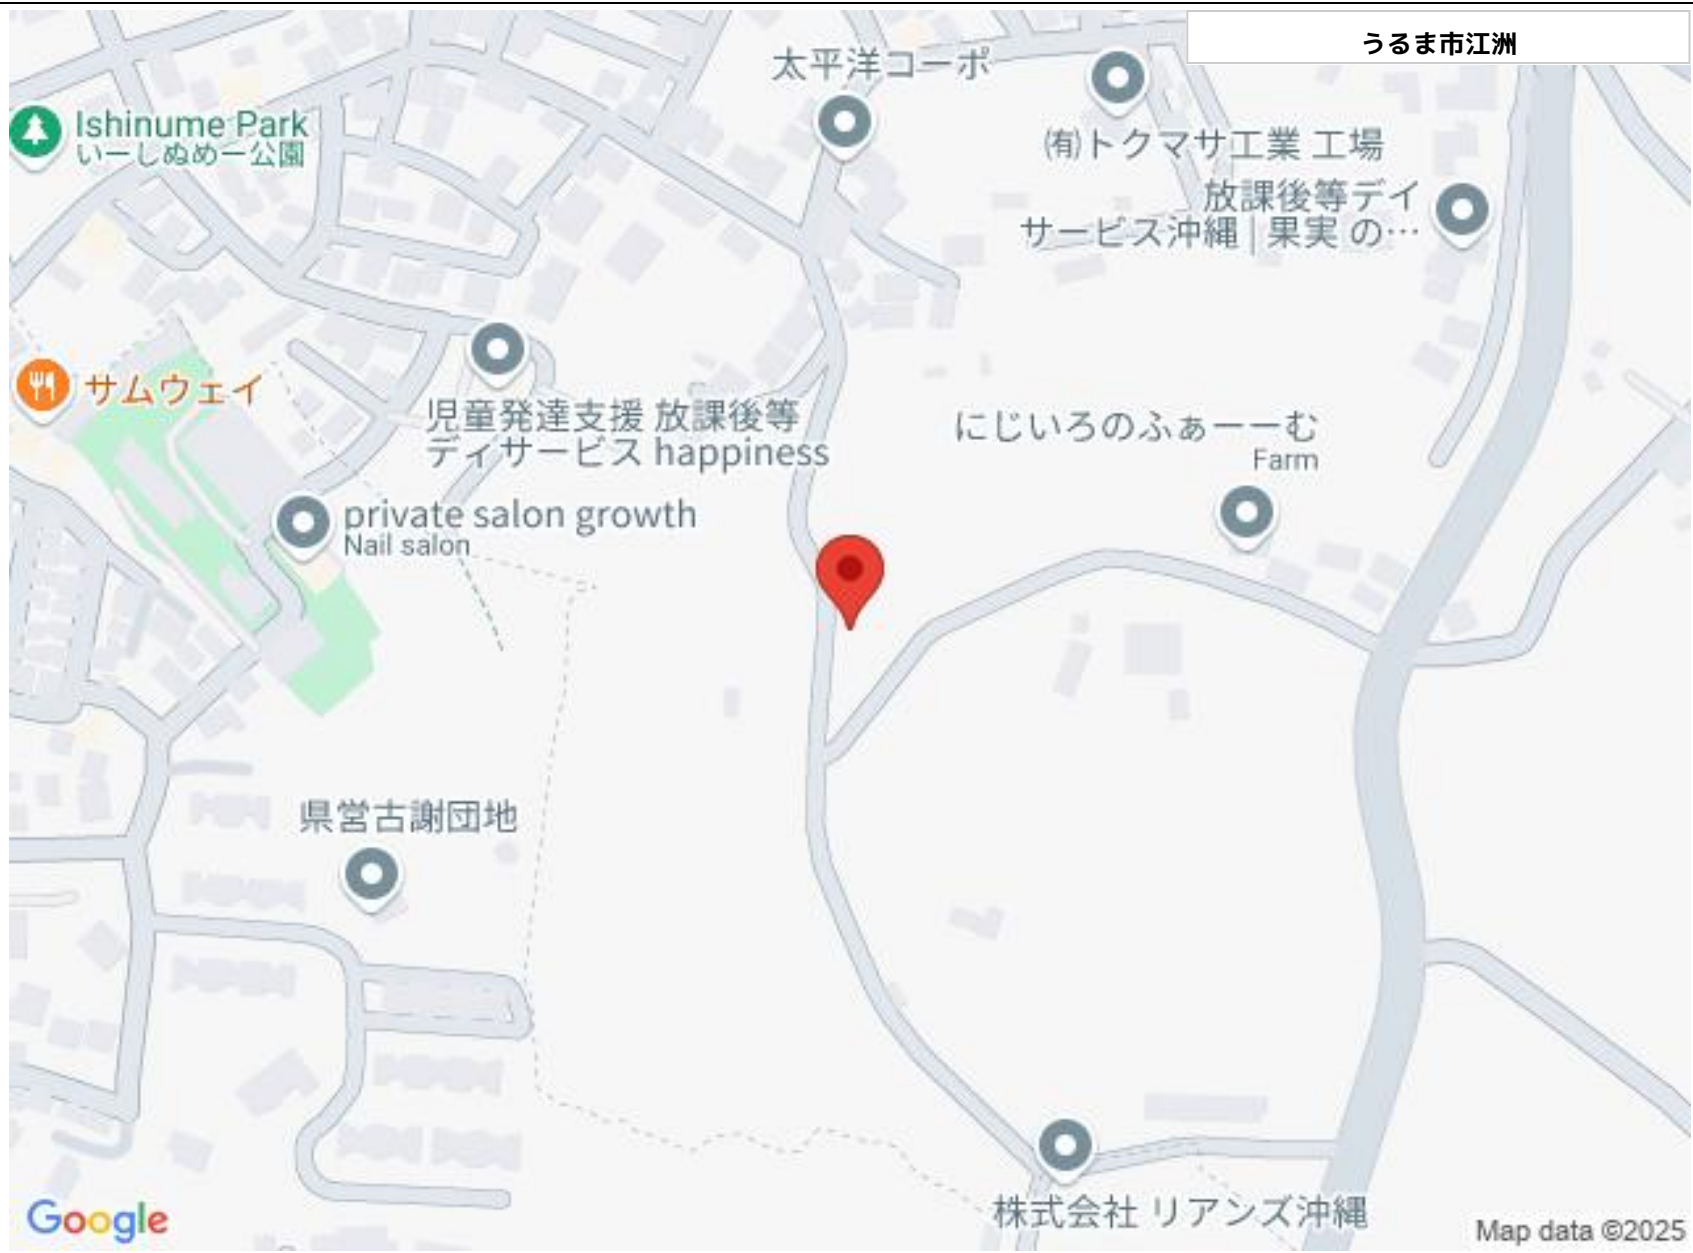 うるま市江洲
太平洋コーポ
Ishinume Park
いーしぬめー公園
㈲トクマサ工業 工場
放課後等デイ
サービス沖縄 | 果実 の…
サムウェイ
児童発達支援 放課後等
デイサービス happiness
にじいろのふぁーーむ
Farm
private salon growth
Nail salon
県営古謝団地
株式会社 リアンズ沖縄
Google
Map data ©2025